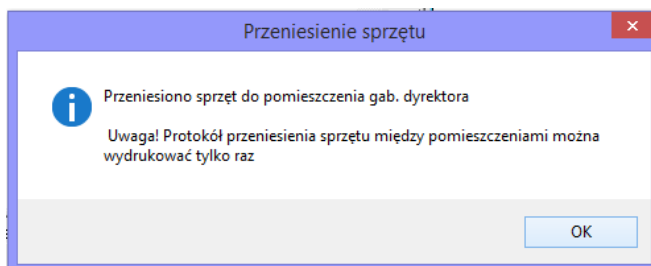 Przeniesienie sprzętu
Przeniesiono sprzęt do pomieszczenia gab. dyrektora
Uwaga! Protokół przeniesienia sprzętu między pomieszczeniami można
wydrukować tylko raz
OK